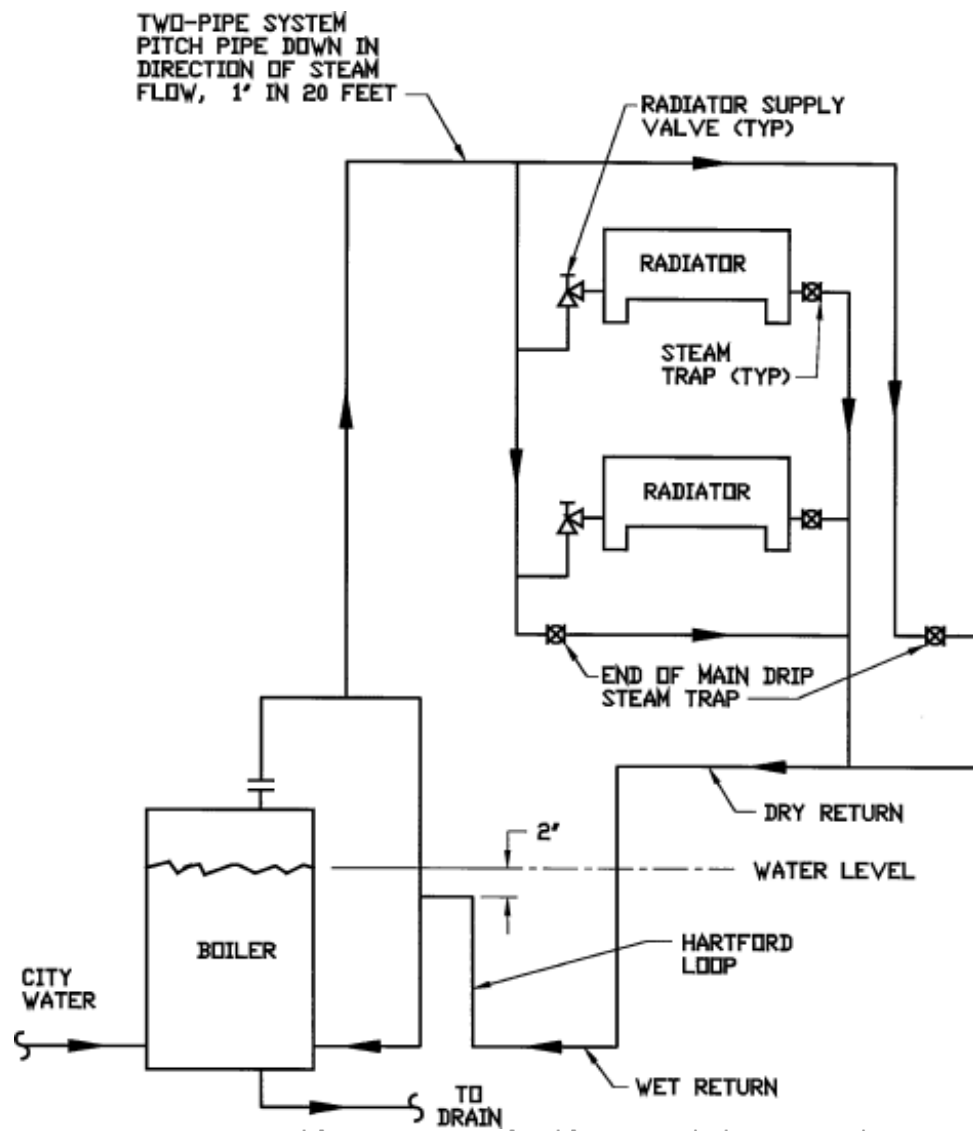 TWO-PIPE SYSTEM
PITCH PIPE DOWN IN
DIRECTION OF STEAM
FLOW, 1" IN 20 FEET
RADIATOR SUPPLY
VALVE (TYP)
RADIATOR
STEAM
TRAP (TYP)
RADIATOR
END OF MAIN DRIP
STEAM TRAP
DRY RETURN
2"
WATER LEVEL
BOILER
HARTFORD
LOOP
CITY
WATER
WET RETURN
TO
DRAIN